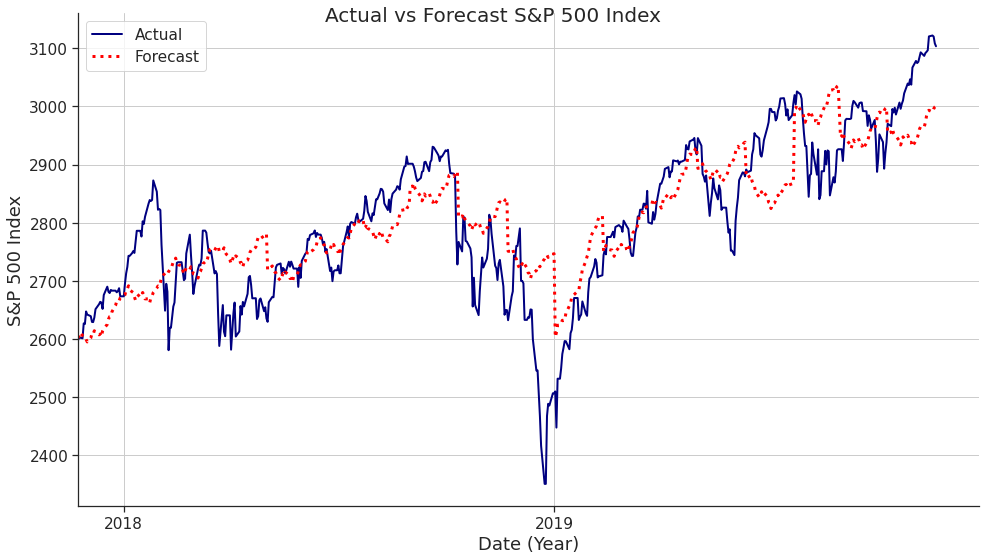 Actual vs Forecast S&P 500 Index
Actual
Forecast
S&P 500 Index
3100
3000
2900
2800
2700
2600
2500
2400
2018
2019
Date (Year)